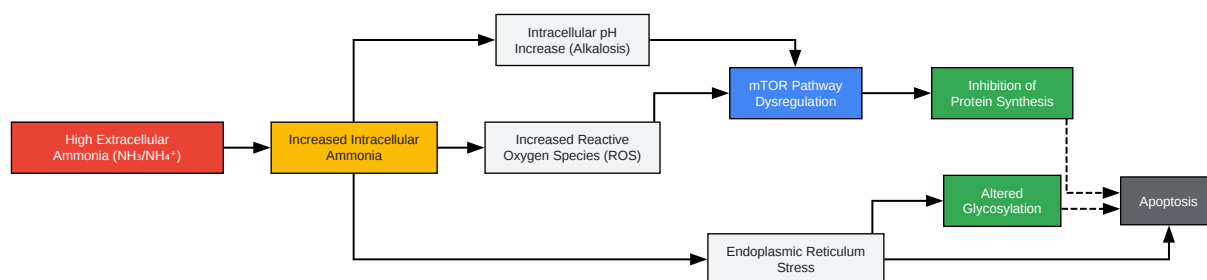 Intracellular pH
Increase (Alkalosis)
mTOR Pathway
Dysregulation
Inhibition of
Protein Synthesis
High Extracellular
Ammonia (NH₃/NH₄⁺)
Increased Intracellular
Ammonia
Increased Reactive
Oxygen Species (ROS)
Altered
Glycosylation
Apoptosis
Endoplasmic Reticulum
Stress